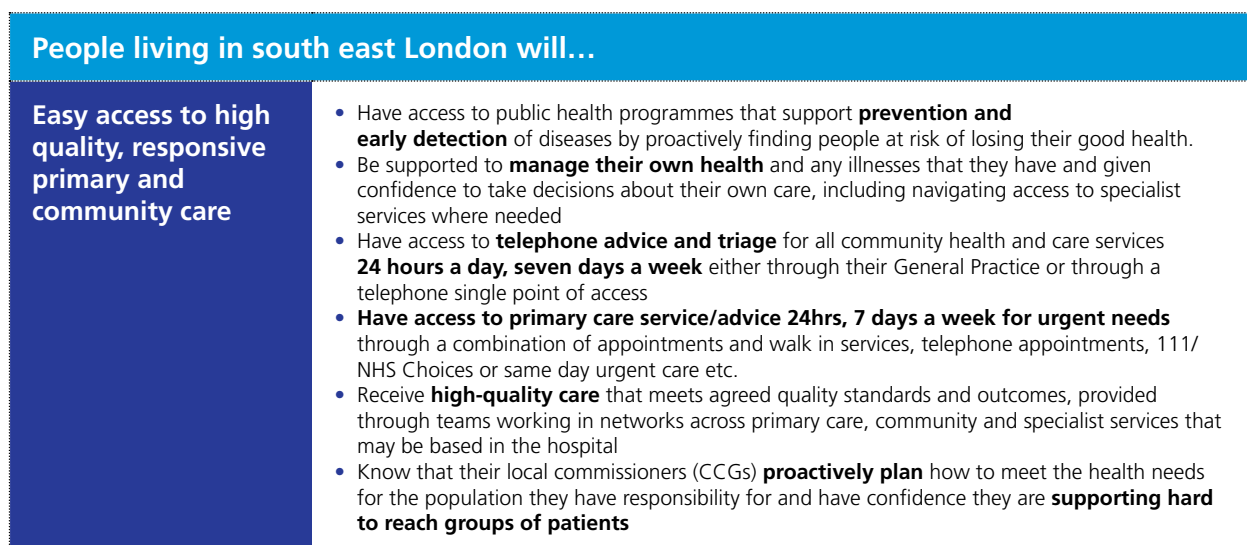 People living in south east London will…
Easy access to high
quality, responsive
primary and
community care
• Have access to public health programmes that support prevention and
early detection of diseases by proactively finding people at risk of losing their good health.
• Be supported to manage their own health and any illnesses that they have and given
confidence to take decisions about their own care, including navigating access to specialist
services where needed
• Have access to telephone advice and triage for all community health and care services
24 hours a day, seven days a week either through their General Practice or through a
telephone single point of access
• Have access to primary care service/advice 24hrs, 7 days a week for urgent needs
through a combination of appointments and walk in services, telephone appointments, 111/
NHS Choices or same day urgent care etc.
• Receive high-quality care that meets agreed quality standards and outcomes, provided
through teams working in networks across primary care, community and specialist services that
may be based in the hospital
• Know that their local commissioners (CCGs) proactively plan how to meet the health needs
for the population they have responsibility for and have confidence they are supporting hard
to reach groups of patients